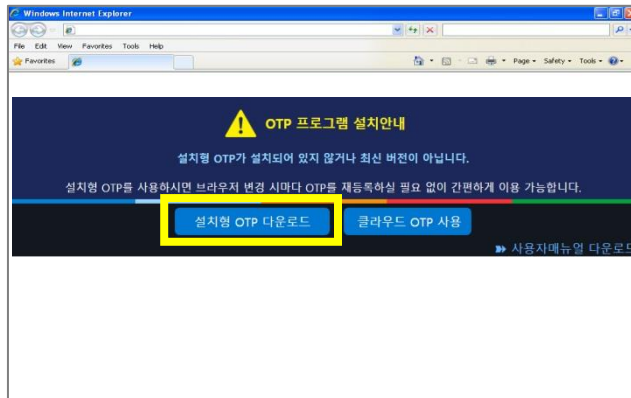 Windows Internet Explorer
File Edit View Favorites Tools Help
Favorites Page Safety Tools
OTP 프로그램 설치안내
설치형 OTP가 설치되어 있지 않거나 최신 버전이 아닙니다.
설치형 OTP를 사용하시면 브라우저 변경 시마다 OTP를 재등록하실 필요 없이 간편하게 이용 가능합니다.
설치형 OTP 다운로드 클라우드 OTP 사용
사용자매뉴얼 다운로드